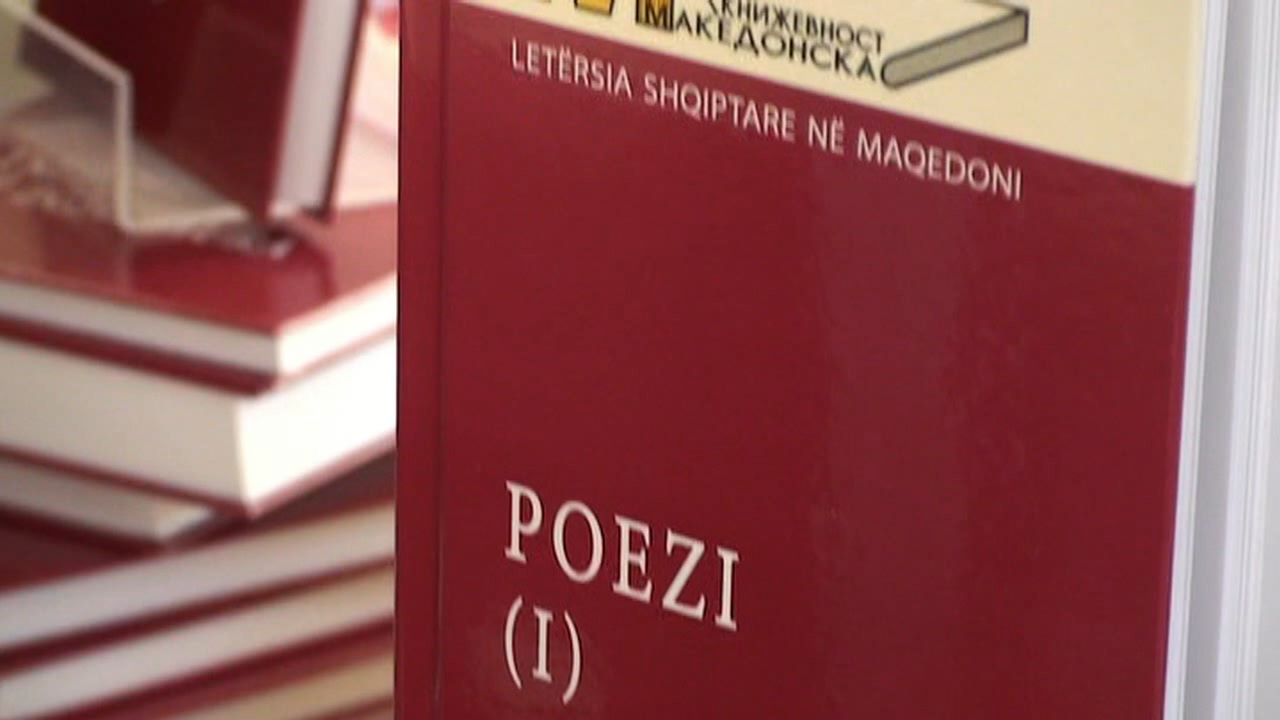 КНИЖЕВНОСТ
МАКЕДОНСКА
LETËRSIA SHQIPTARE NË MAQEDONI
POEZI
(I)